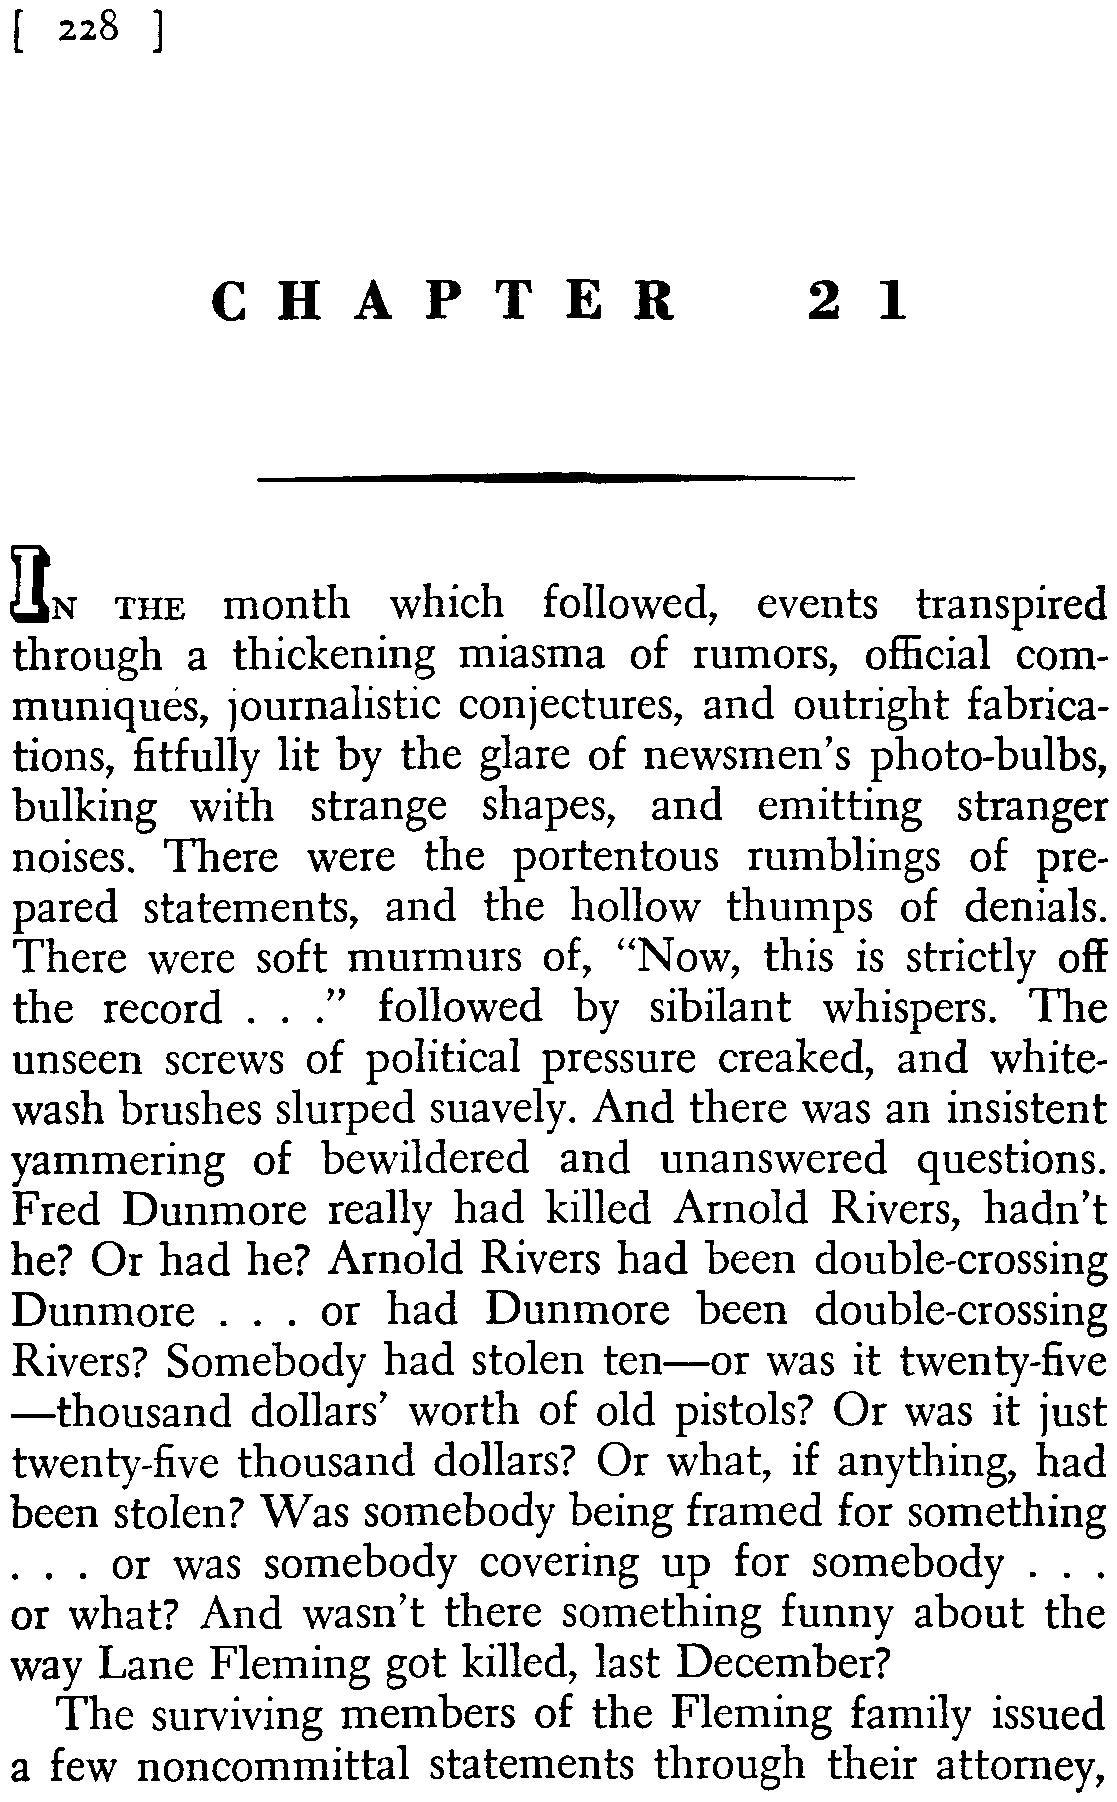 [ 228 ]
CHAPTER 21
IN THE month which followed, events transpired
through a thickening miasma of rumors, official com-
muniqués, journalistic conjectures, and outright fabrica-
tions, fitfully lit by the glare of newsmen's photo-bulbs,
bulking with strange shapes, and emitting stranger
noises. There were the portentous rumblings of pre-
pared statements, and the hollow thumps of denials.
There were soft murmurs of, "Now, this is strictly off
the record . . ." followed by sibilant whispers. The
unseen screws of political pressure creaked, and white-
wash brushes slurped suavely. And there was an insistent
yammering of bewildered and unanswered questions.
Fred Dunmore really had killed Arnold Rivers, hadn't
he? Or had he? Arnold Rivers had been double-crossing
Dunmore . . . or had Dunmore been double-crossing
Rivers? Somebody had stolen ten—or was it twenty-five
—thousand dollars' worth of old pistols? Or was it just
twenty-five thousand dollars? Or what, if anything, had
been stolen? Was somebody being framed for something
. . . or was somebody covering up for somebody . . .
or what? And wasn't there something funny about the
way Lane Fleming got killed, last December?
The surviving members of the Fleming family issued
a few noncommittal statements through their attorney,